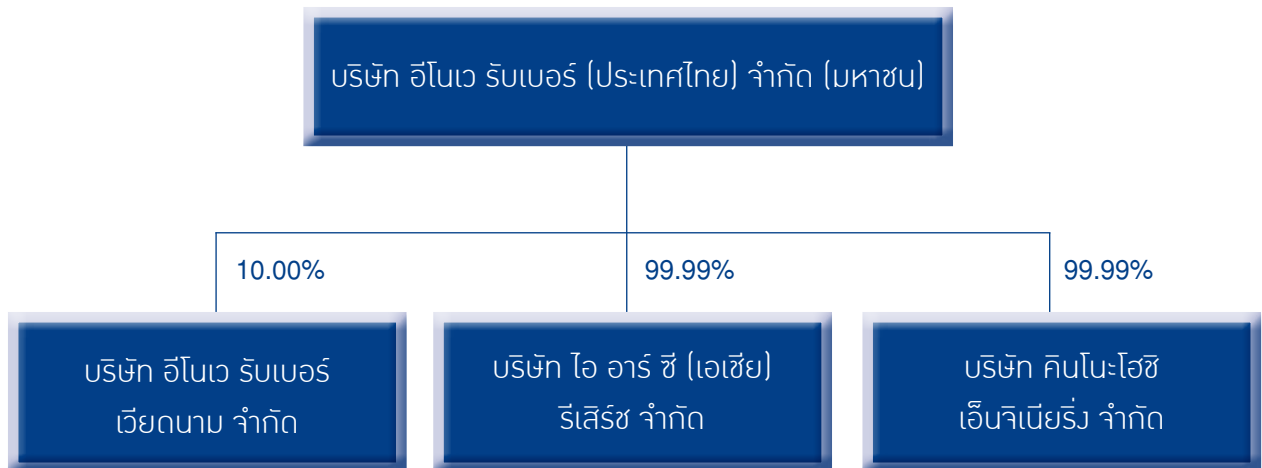 บริษัท อีโนเว รับเบอร์ (ประเทศไทย) จำกัด (มหาชน)
10.00%
99.99%
99.99%
บริษัท อีโนเว รับเบอร์
เวียดนาม จำกัด
บริษัท ไอ อาร์ ซี (เอเชีย)
รีเสิร์ช จำกัด
บริษัท คินโนะโฮชิ
เอ็นจิเนียริ่ง จำกัด